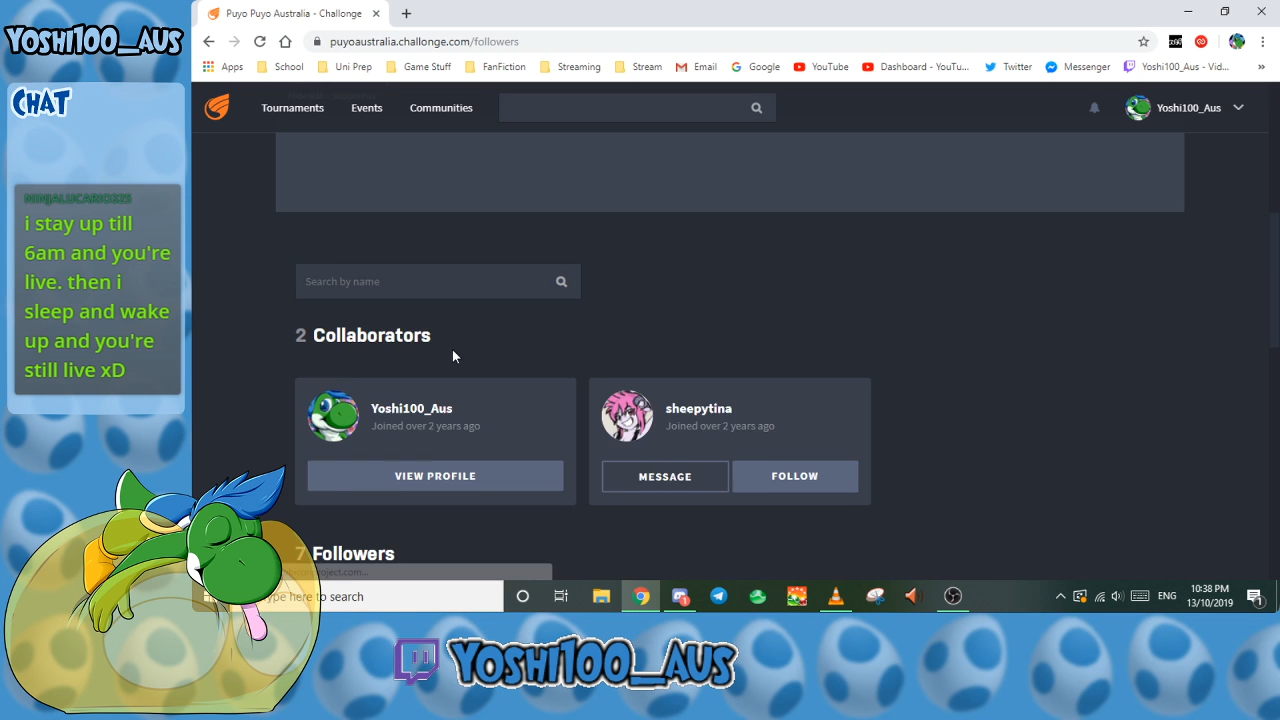 Yoshi100_Aus
Chat
NINJALUCARIO325
i stay up till
6am and you're
live. then i
sleep and wake
up and you're
still live xD
Puyo Puyo Australia - Challonge
puyoaustralia.challonge.com/followers
Apps School Uni Prep Game Stuff FanFiction Streaming Stream Email Google YouTube Dashboard - YouTu... Twitter Messenger Yoshi100_Aus - Vid... »
Tournaments Events Communities Yoshi100_Aus
Search by name
2 Collaborators
Yoshi100_Aus
Joined over 2 years ago
VIEW PROFILE
sheepytina
Joined over 2 years ago
MESSAGE FOLLOW
7 Followers
pe here to search
ENG
10:38 PM
13/10/2019
1
Yoshi100_Aus